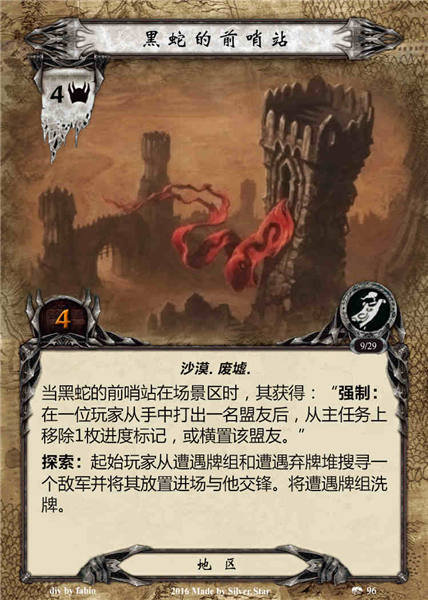 黑蛇的前哨站
4
4
9/29
沙漠. 废墟.
当黑蛇的前哨站在场景区时，其获得：“强制：
在一位玩家从手中打出一名盟友后，从主任务上
移除1枚进度标记，或横置该盟友。”
探索：起始玩家从遭遇牌组和遭遇弃牌堆搜寻一
个敌军并将其放置进场与他交锋。将遭遇牌组洗
牌。
地区
diy by fabio
2016 Made by Silver.Star
96